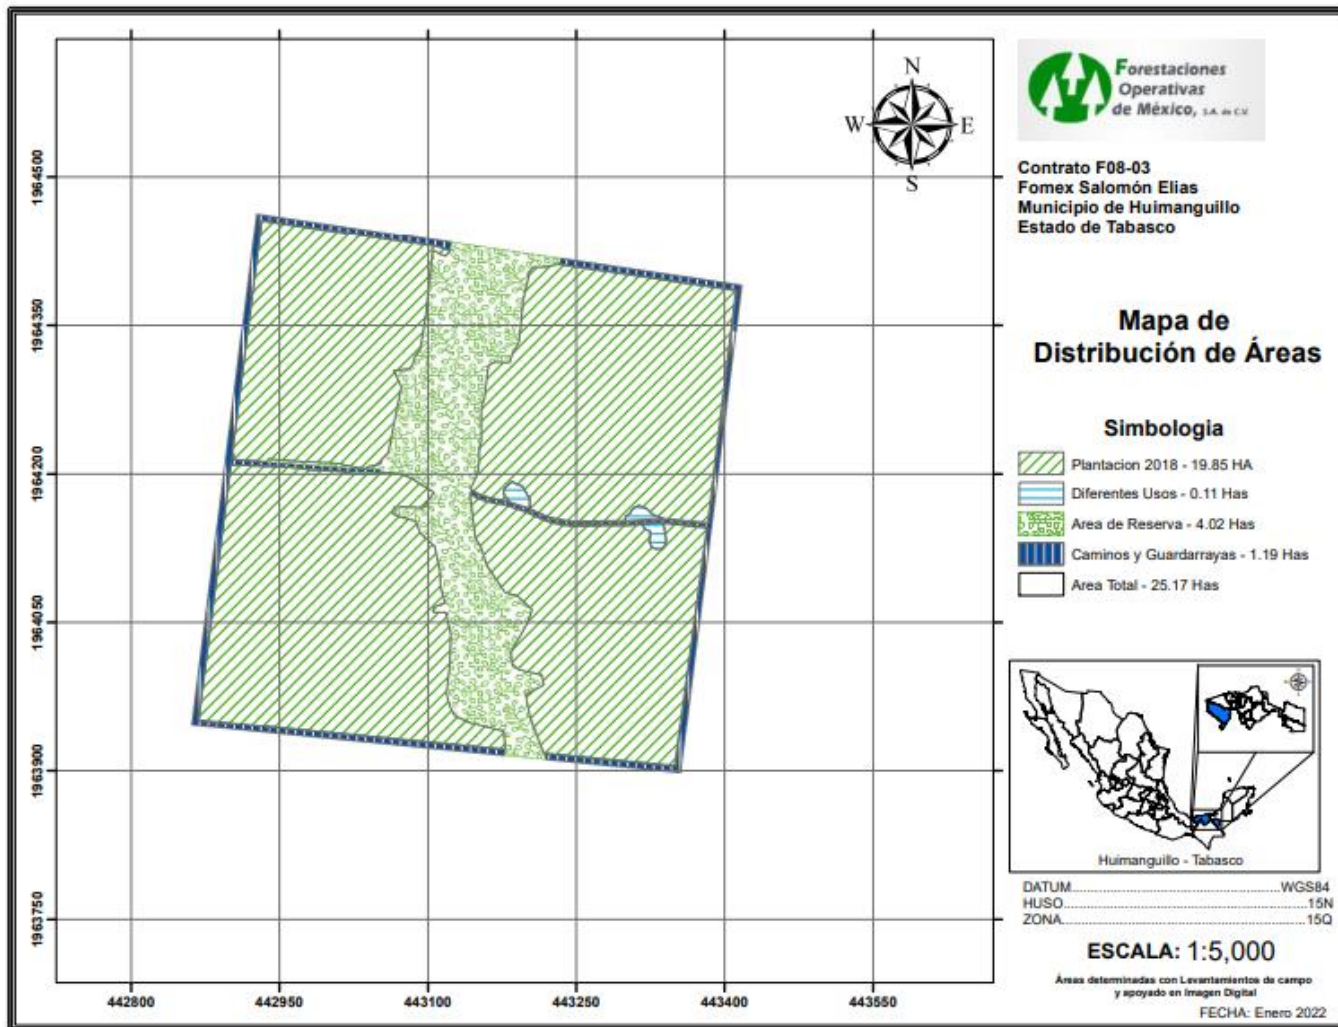 N
W E
S
1964500
1964350
1964200
1964050
1963900
1963750
442800 442950 443100 443250 443400 443550
Forestaciones
Operativas
de México, S.A. de C.V.
Contrato F08-03
Fomex Salomón Elias
Municipio de Huimanguillo
Estado de Tabasco
Mapa de
Distribución de Áreas
Simbologia
Plantacion 2018 - 19.85 HA
Diferentes Usos - 0.11 Has
Area de Reserva - 4.02 Has
Caminos y Guardarrayas - 1.19 Has
Area Total - 25.17 Has
Huimanguillo - Tabasco
DATUM..........................................WGS84
HUSO..........................................15N
ZONA..........................................15Q
ESCALA: 1:5,000
Áreas determinadas con Levantamientos de campo
y apoyado en Imagen Digital
FECHA: Enero 2022